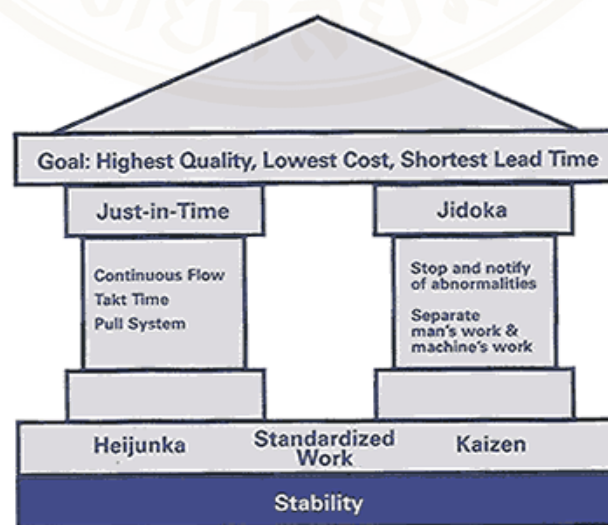 Goal: Highest Quality, Lowest Cost, Shortest Lead Time
Just-in-Time
Jidoka
Continuous Flow
Takt Time
Pull System
Stop and notify
of abnormalities
Separate
man's work &
machine's work
Heijunka
Standardized
Work
Kaizen
Stability